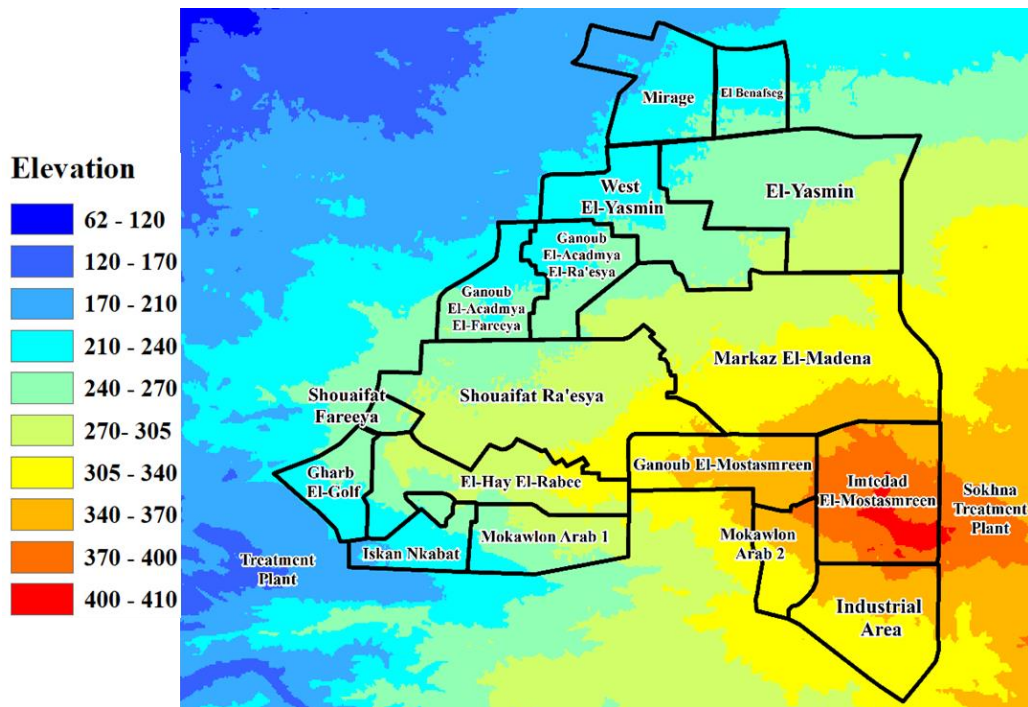 Elevation
62 - 120
120 - 170
170 - 210
210 - 240
240 - 270
270- 305
305 - 340
340 - 370
370 - 400
400 - 410
Mirage
El Benafseg
West
El-Yasmin
El-Yasmin
Ganoub
El-Acadmya
El-Ra'esya
Ganoub
El-Acadmya
El-Fareeya
Markaz El-Madena
Shouaifat
Fareeya
Shouaifat Ra'esya
Gharb
El-Golf
El-Hay El-Rabee
Ganoub El-Mostasmreen
Imtedad
El-Mostasmreen
Sokhna
Treatment
Plant
Treatment
Plant
Iskan Nkabat
Mokawlon Arab 1
Mokawlon
Arab 2
Industrial
Area